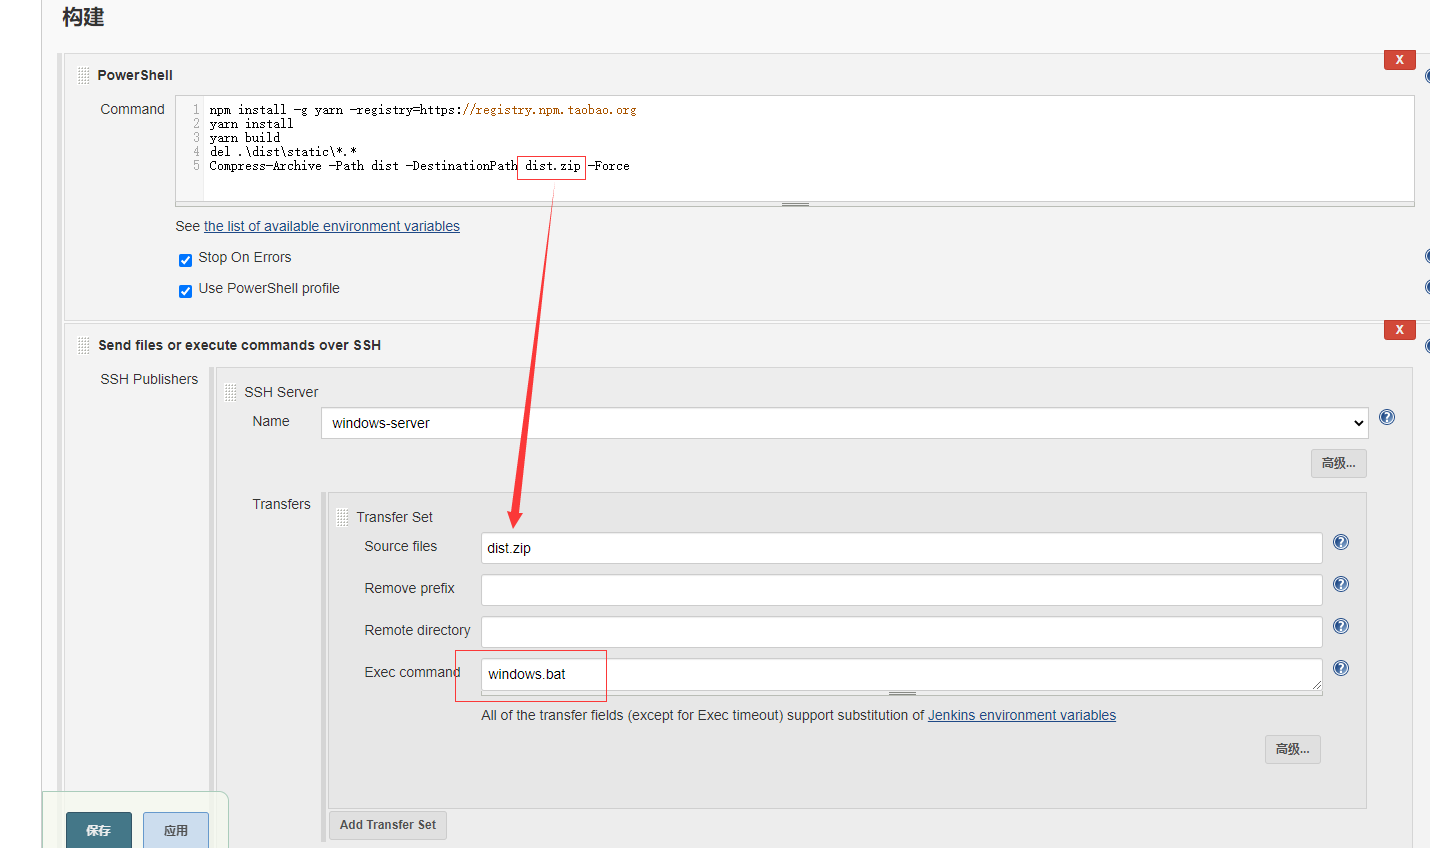 构建
X
PowerShell
Command
1 npm install -g yarn -registry=https://registry.npm.taobao.org
2 yarn install
3 yarn build
4 del .\dist\static\*.*
5 Compress-Archive -Path dist -DestinationPath dist.zip -Force
See the list of available environment variables
Stop On Errors
Use PowerShell profile
X
Send files or execute commands over SSH
SSH Publishers
SSH Server
Name
windows-server
高级...
Transfers
Transfer Set
Source files
dist.zip
Remove prefix
Remote directory
Exec command
windows.bat
All of the transfer fields (except for Exec timeout) support substitution of Jenkins environment variables
高级...
Add Transfer Set
保存
应用